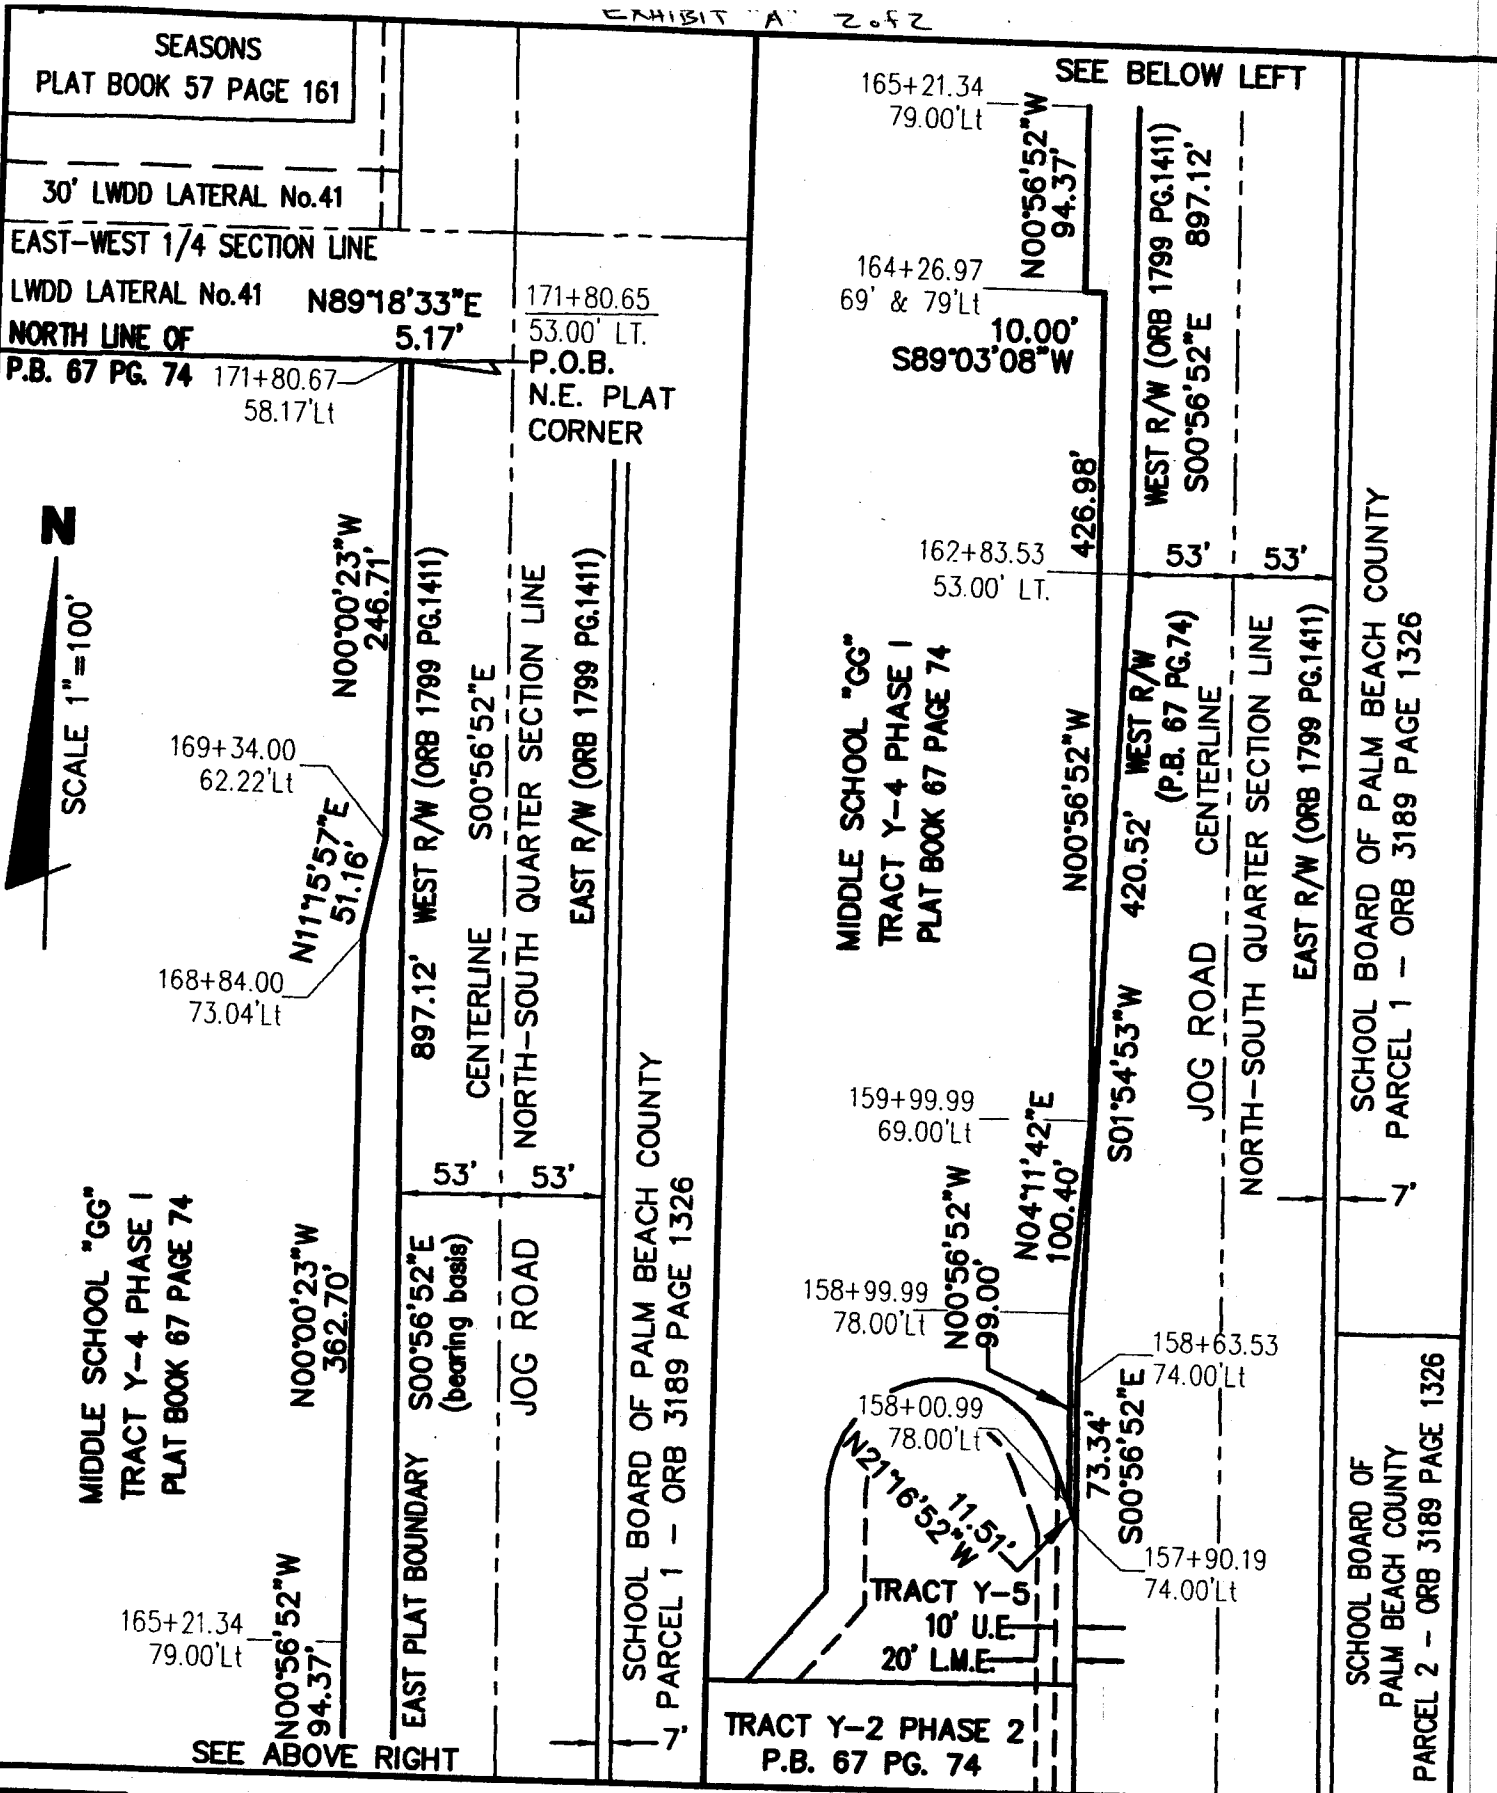 EXHIBIT "A" 2 of 2
SEASONS
PLAT BOOK 57 PAGE 161
30' LWDD LATERAL No.41
EAST-WEST 1/4 SECTION LINE
LWDD LATERAL No.41
NORTH LINE OF
P.B. 67 PG. 74
N89°18'33"E
5.17'
171+80.65
53.00' LT.
P.O.B.
N.E. PLAT
CORNER
171+80.67
58.17'Lt
N
SCALE 1"=100'
N00°00'23"W
246.71'
169+34.00
62.22'Lt
N11°15'57"E
51.16'
168+84.00
73.04'Lt
897.12' WEST R/W (ORB 1799 PG.1411)
CENTERLINE S00°56'52"E
NORTH-SOUTH QUARTER SECTION LINE
EAST R/W (ORB 1799 PG.1411)
53'
53'
MIDDLE SCHOOL "GG"
TRACT Y-4 PHASE I
PLAT BOOK 67 PAGE 74
N00°00'23"W
362.70'
S00°56'52"E
(bearing basis)
JOG ROAD
SCHOOL BOARD OF PALM BEACH COUNTY
PARCEL 1 - ORB 3189 PAGE 1326
EAST PLAT BOUNDARY
165+21.34
79.00'Lt
N00°56'52"W
94.37'
7'
SEE ABOVE RIGHT
SEE BELOW LEFT
165+21.34
79.00'Lt
N00°56'52"W
94.37'
WEST R/W (ORB 1799 PG.1411)
S00°56'52"E 897.12'
164+26.97
69' & 79'Lt
10.00'
S89°03'08"W
426.98'
162+83.53
53.00' LT.
53'
53'
MIDDLE SCHOOL "GG"
TRACT Y-4 PHASE I
PLAT BOOK 67 PAGE 74
N00°56'52"W
S01°54'53"W 420.52' WEST R/W
(P.B. 67 PG.74)
JOG ROAD CENTERLINE
NORTH-SOUTH QUARTER SECTION LINE
EAST R/W (ORB 1799 PG.1411)
SCHOOL BOARD OF PALM BEACH COUNTY
PARCEL 1 - ORB 3189 PAGE 1326
159+99.99
69.00'Lt
N04°11'42"E
100.40'
7'
N00°56'52"W
99.00'
158+99.99
78.00'Lt
158+63.53
74.00'Lt
158+00.99
78.00'Lt
73.34'
S00°56'52"E
N21°16'52"W
11.51'
157+90.19
74.00'Lt
TRACT Y-5
10' U.E.
20' L.M.E.
TRACT Y-2 PHASE 2
P.B. 67 PG. 74
SCHOOL BOARD OF
PALM BEACH COUNTY
PARCEL 2 - ORB 3189 PAGE 1326